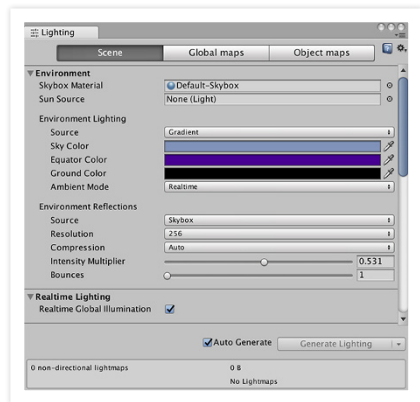 Lighting
Scene Global maps Object maps
Environment
Skybox Material Default-Skybox
Sun Source None (Light)
Environment Lighting
Source Gradient
Sky Color
Equator Color
Ground Color
Ambient Mode Realtime
Environment Reflections
Source Skybox
Resolution 256
Compression Auto
Intensity Multiplier 0.531
Bounces 1
Realtime Lighting
Realtime Global Illumination
Auto Generate Generate Lighting
0 non-directional lightmaps 0 B
No Lightmaps